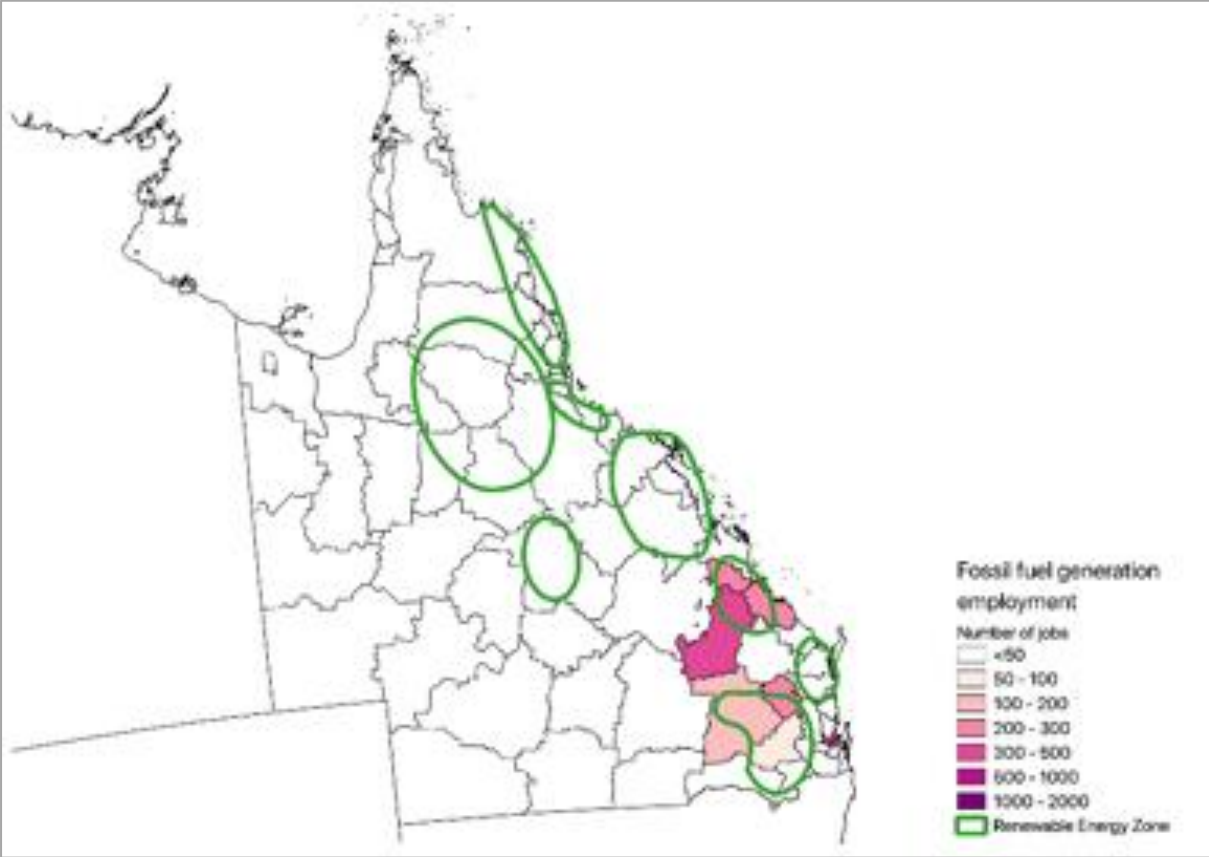 Fossil fuel generation
employment
Number of jobs
<50
50 - 100
100 - 200
200 - 300
300 - 500
500 - 1000
1000 - 2000
Renewable Energy Zone